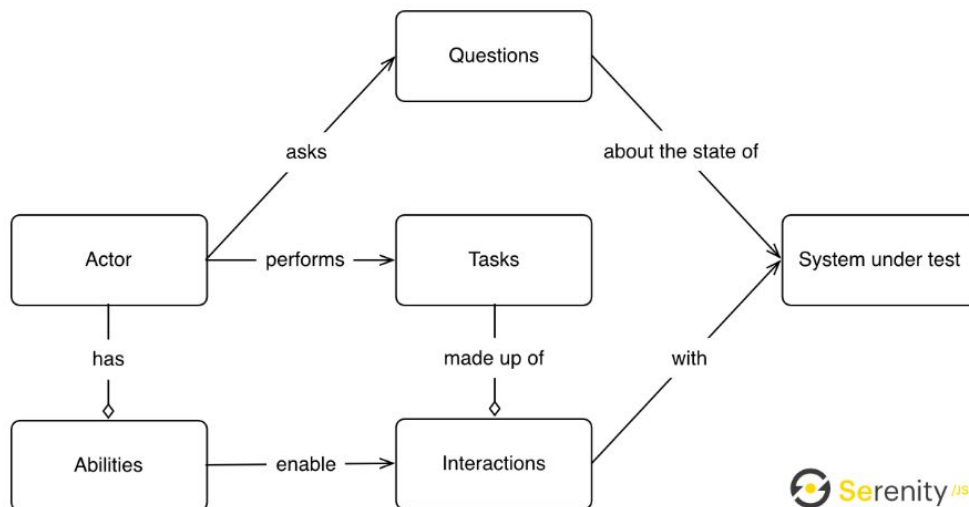 Questions
asks
about the state of
Actor
performs
Tasks
System under test
has
made up of
with
Abilities
enable
Interactions
Serenity/JS